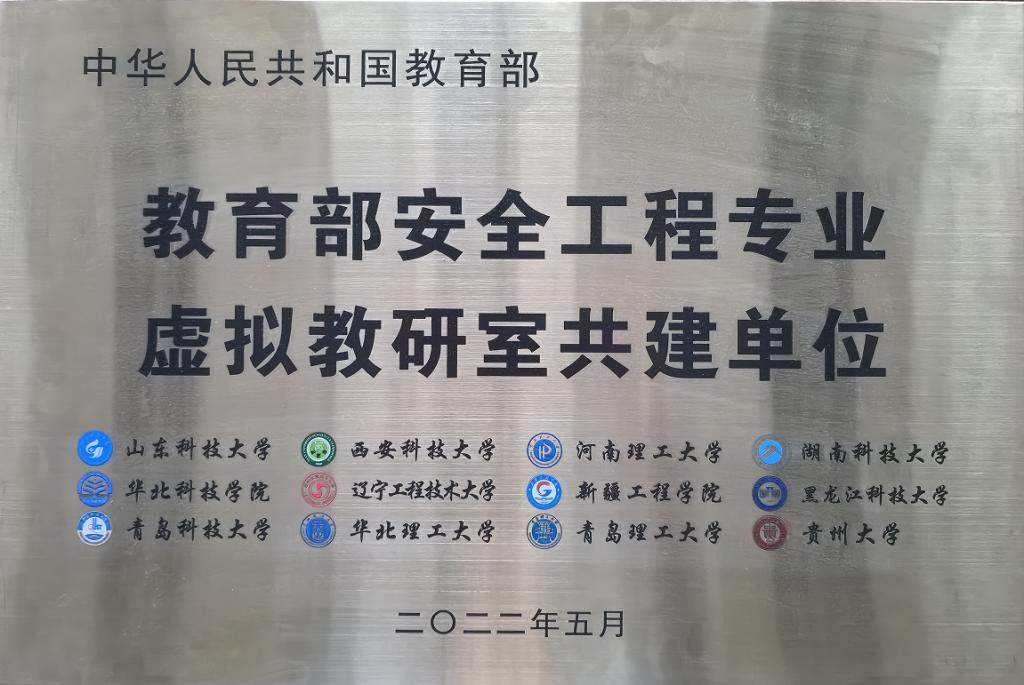 中华人民共和国教育部
教育部安全工程专业
虚拟教研室共建单位
山东科技大学 西安科技大学 河南理工大学 湖南科技大学
华北科技学院 辽宁工程技术大学 新疆工程学院 黑龙江科技大学
青岛科技大学 华北理工大学 青岛理工大学 贵州大学
二〇二二年五月